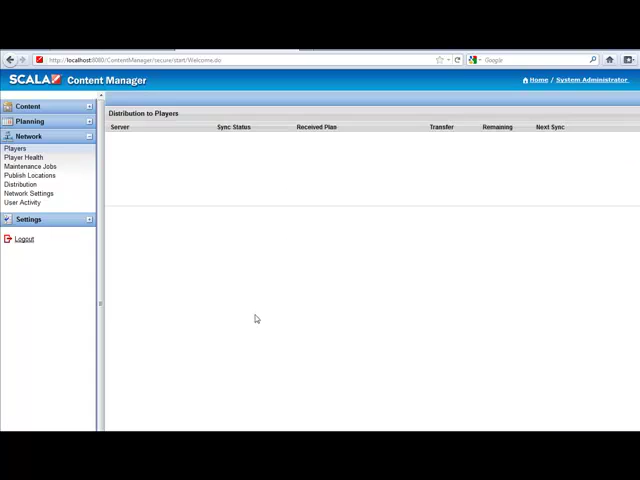 http://localhost:8080/ContentManager/secure/start/Welcome.do
Google
SCALA Content Manager
Home / System Administrator
Content
Planning
Network
Players
Player Health
Maintenance Jobs
Publish Locations
Distribution
Network Settings
User Activity
Settings
Logout
Distribution to Players
Server Sync Status Received Plan Transfer Remaining Next Sync